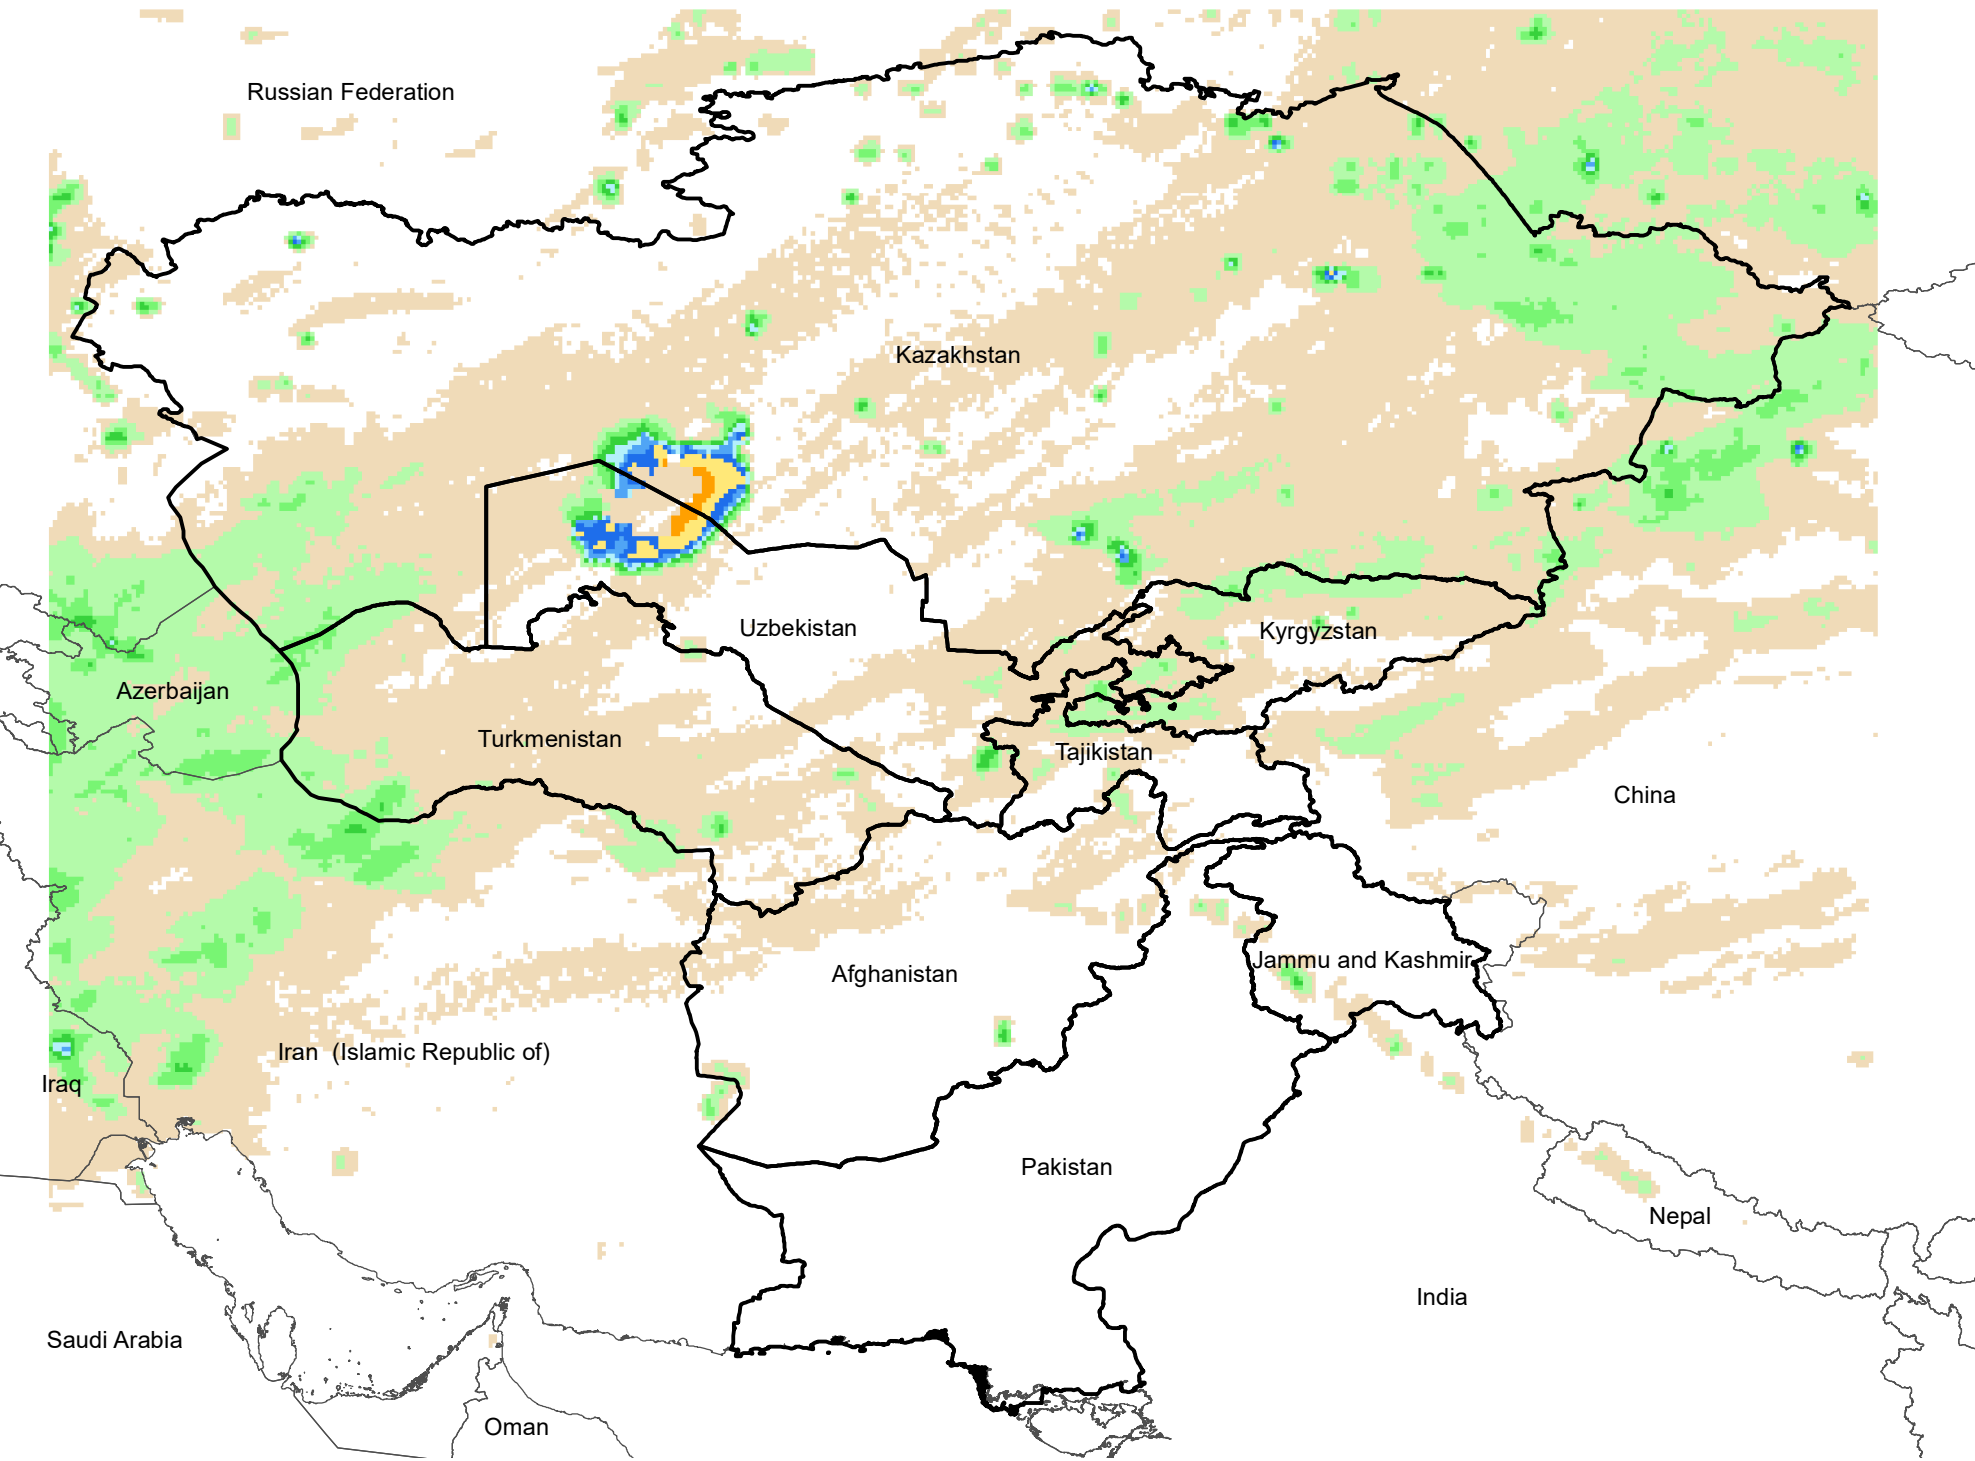 Russian Federation
Kazakhstan
Uzbekistan
Kyrgyzstan
Azerbaijan
Turkmenistan
Tajikistan
China
Afghanistan
Jammu and Kashmir
Iran  (Islamic Republic of)
Iraq
Pakistan
Nepal
India
Saudi Arabia
Oman